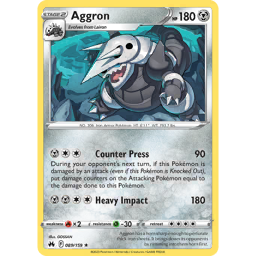 STAGE 2
Aggron
HP 180
Evolves from Lairon
Counter Press 90
During your opponent's next turn, if this Pokémon
is damaged by an attack (even if this Pokémon is Knocked Out),
put damage counters on the Attacking Pokémon equal to
the damage done to this Pokémon.
Heavy Impact 180
weakness ×2 resistance -30 retreat
089/159 ★